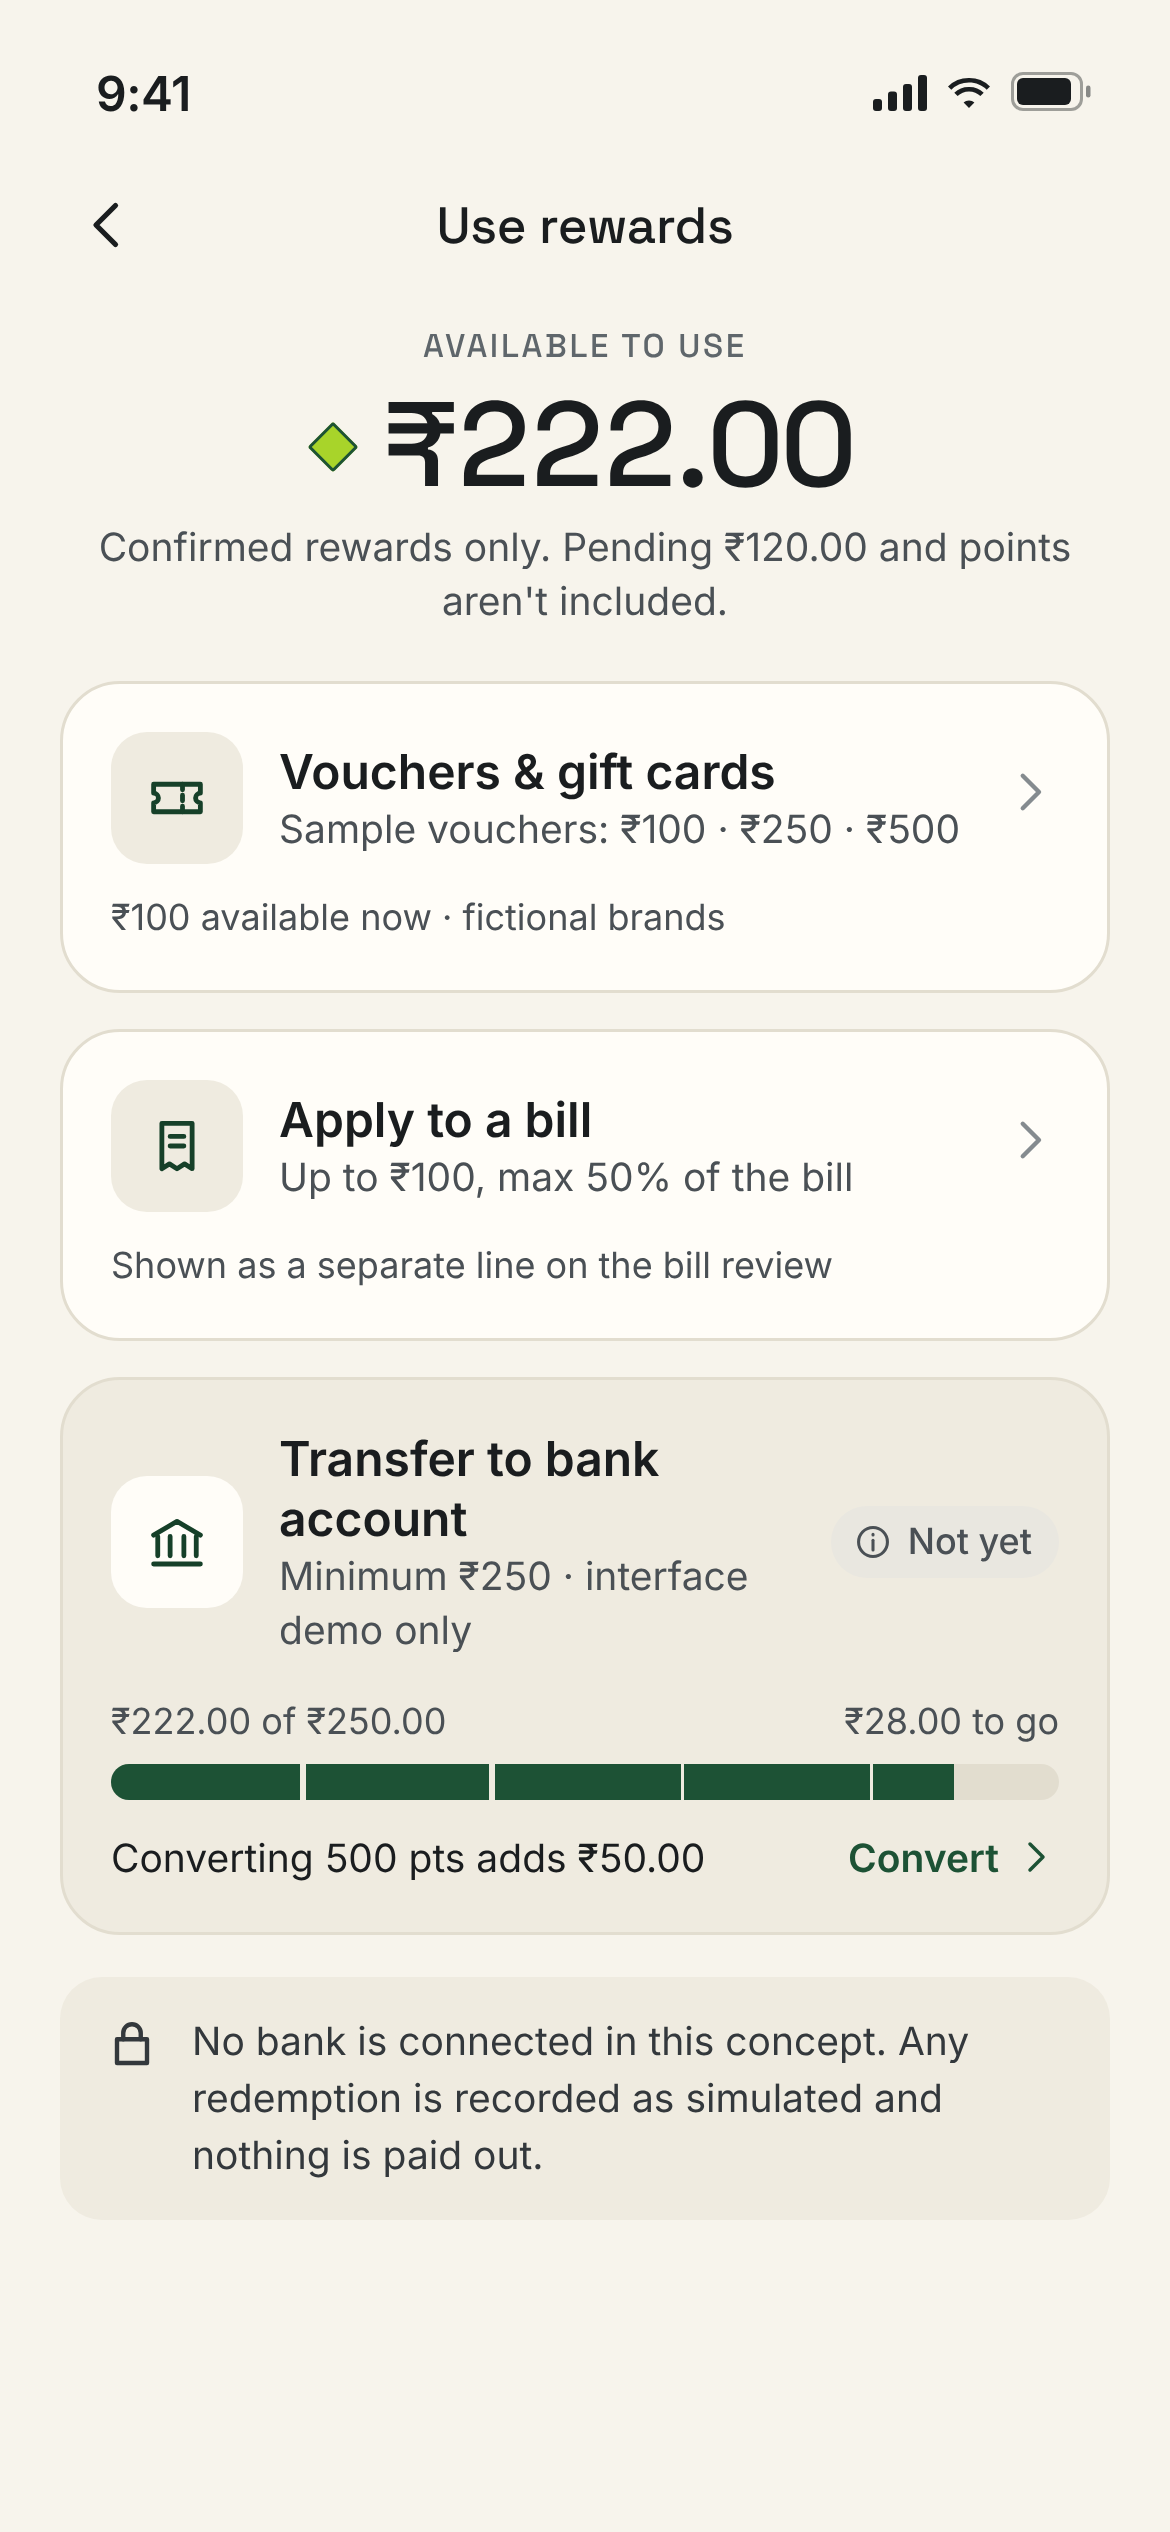 9:41
Use rewards
AVAILABLE TO USE
₹222.00
Confirmed rewards only. Pending ₹120.00 and points
aren't included.
Vouchers & gift cards
Sample vouchers: ₹100 · ₹250 · ₹500
₹100 available now · fictional brands
Apply to a bill
Up to ₹100, max 50% of the bill
Shown as a separate line on the bill review
Transfer to bank
account
Minimum ₹250 · interface
demo only
Not yet
₹222.00 of ₹250.00
₹28.00 to go
Converting 500 pts adds ₹50.00
Convert
No bank is connected in this concept. Any
redemption is recorded as simulated and
nothing is paid out.